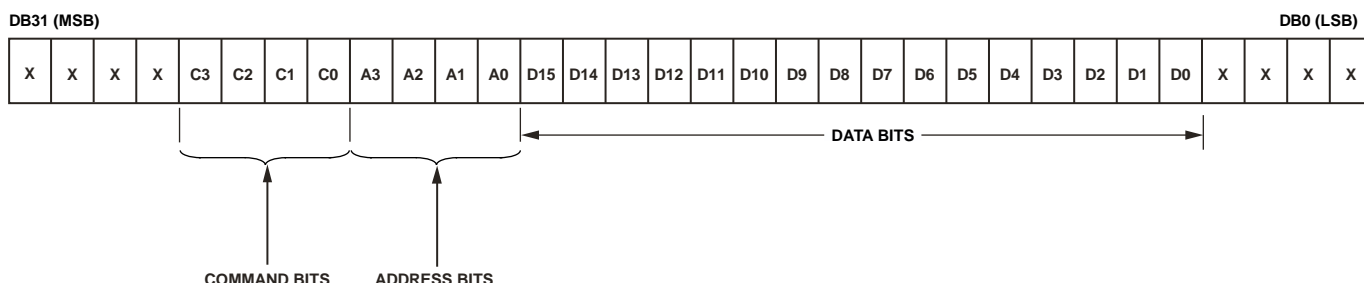 DB31 (MSB) DB0 (LSB)
X X X X C3 C2 C1 C0 A3 A2 A1 A0 D15 D14 D13 D12 D11 D10 D9 D8 D7 D6 D5 D4 D3 D2 D1 D0 X X X X
DATA BITS
COMMAND BITS ADDRESS BITS